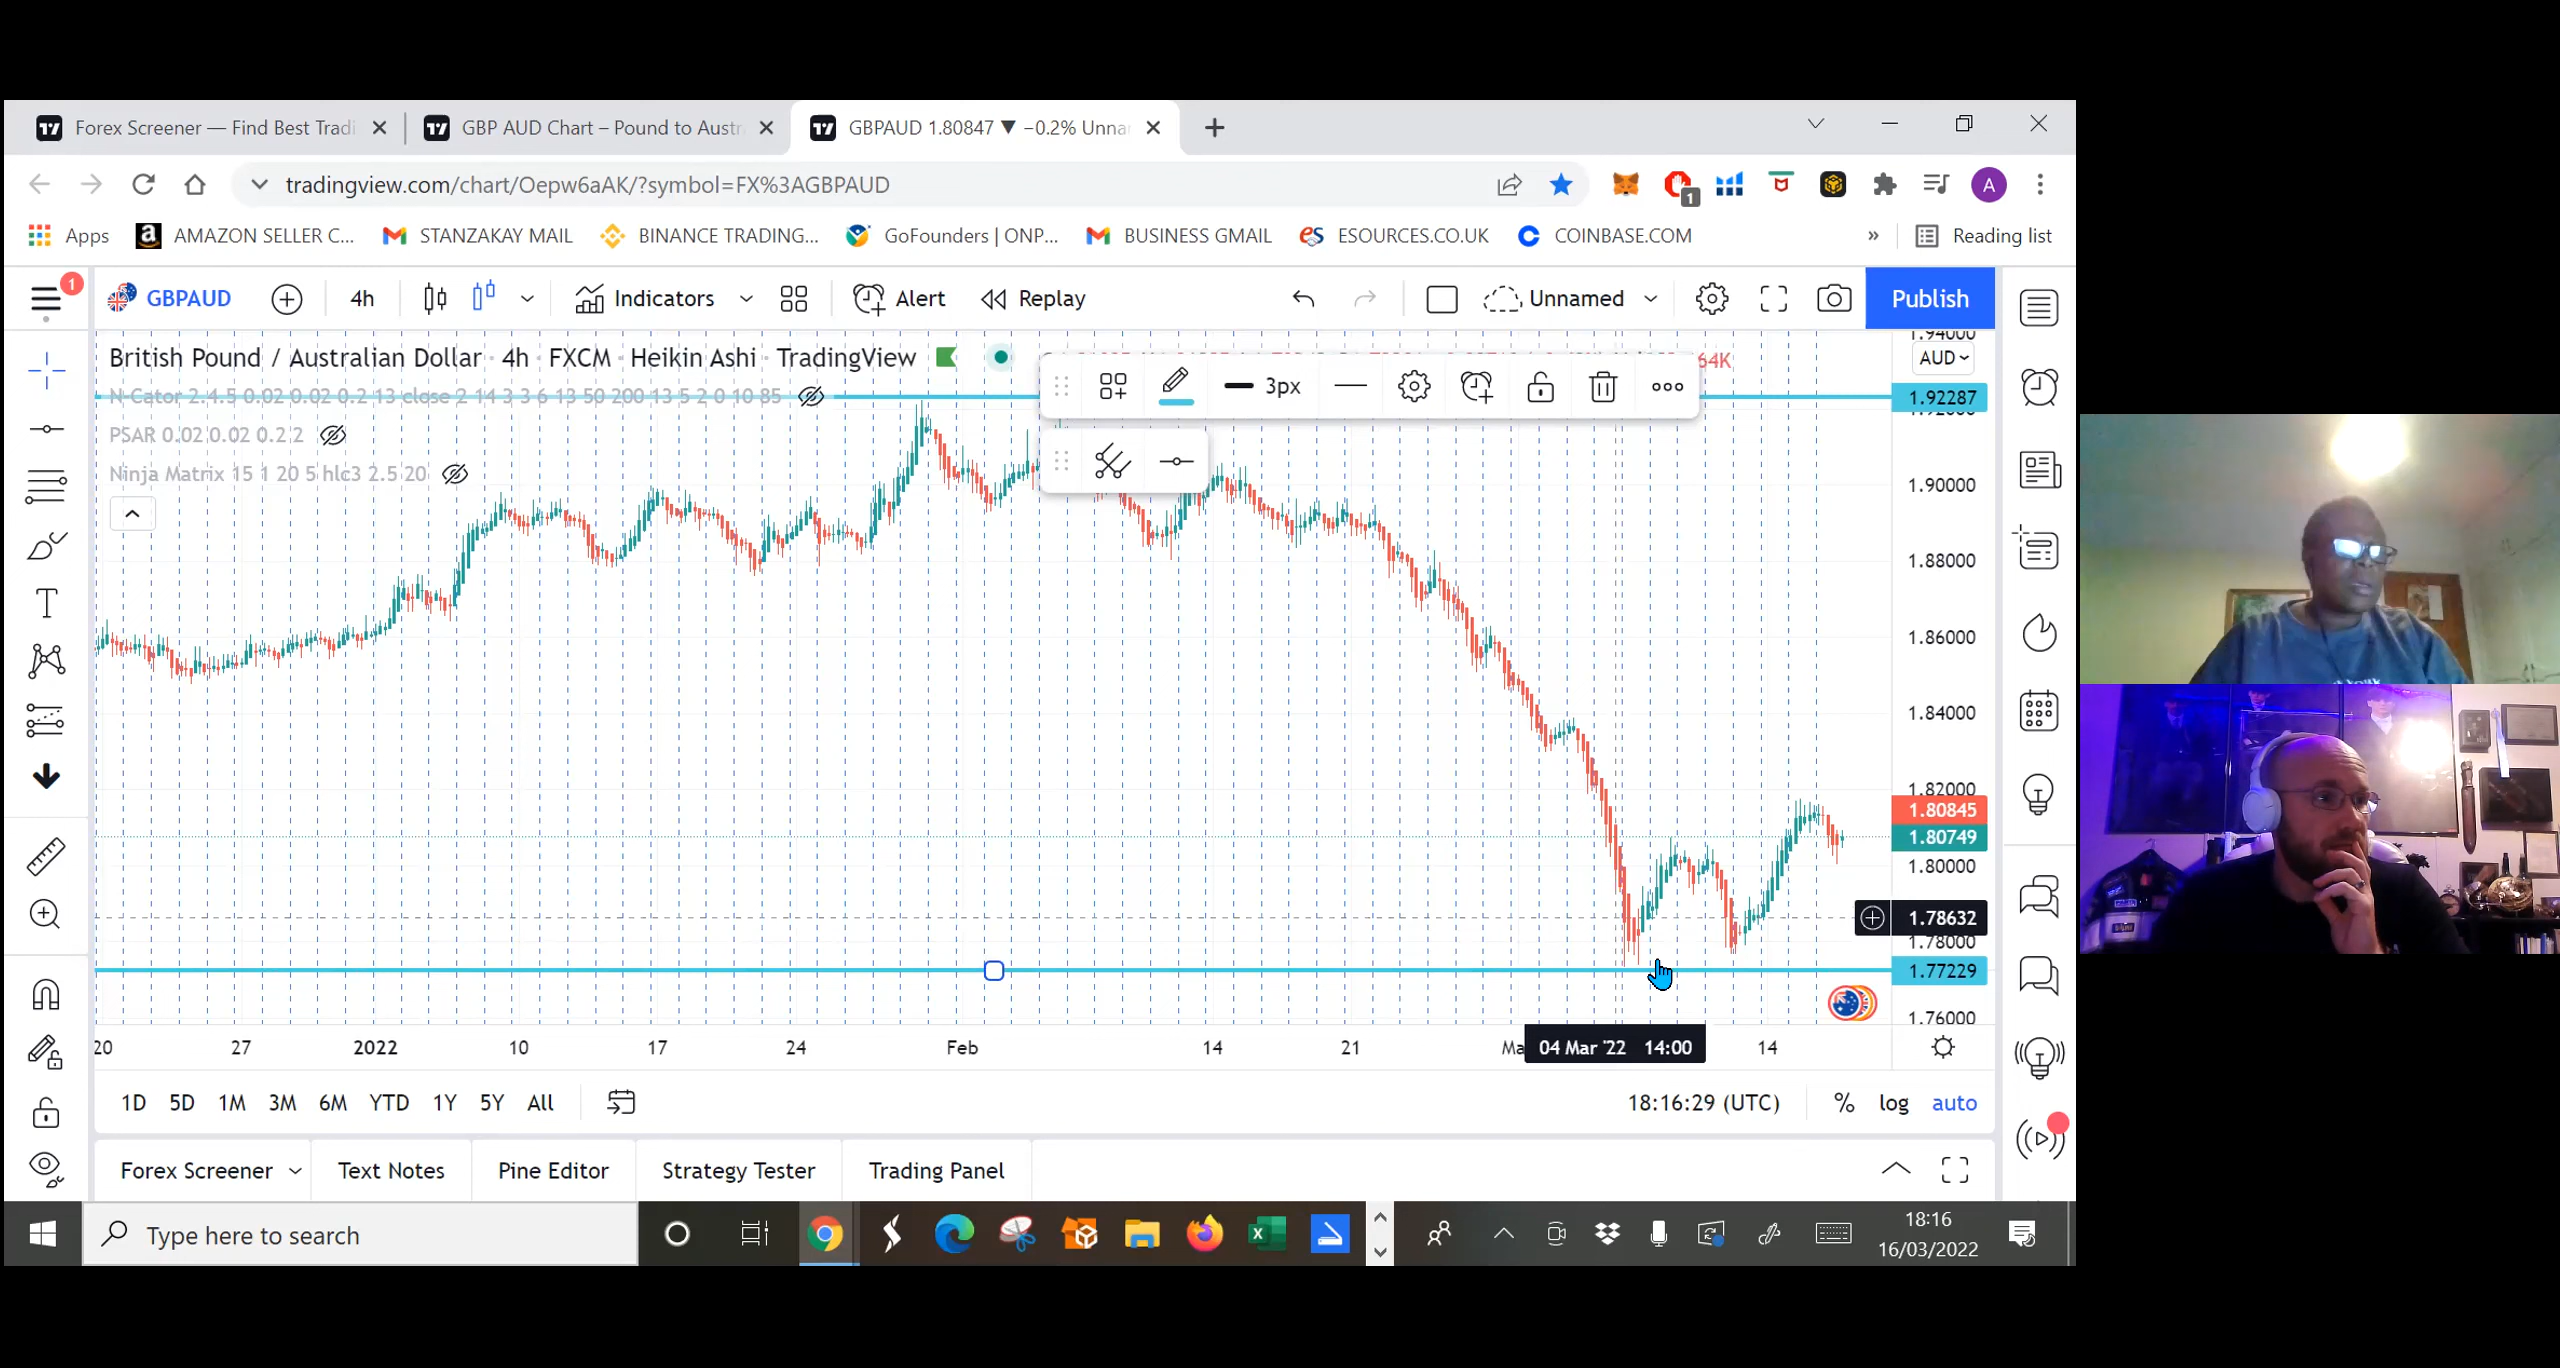 Forex Screener — Find Best Tradi
GBP AUD Chart – Pound to Austr
GBPAUD 1.80847 ▼ −0.2% Unna
tradingview.com/chart/Oepw6aAK/?symbol=FX%3AGBPAUD
1
A
Apps
AMAZON SELLER C...
STANZAKAY MAIL
BINANCE TRADING...
GoFounders | ONP...
BUSINESS GMAIL
ESOURCES.CO.UK
COINBASE.COM
»
Reading list
1
GBPAUD
4h
Indicators
Alert
Replay
Unnamed
Publish
British Pound / Australian Dollar · 4h · FXCM · Heikin Ashi · TradingView
64K
1.94000
AUD
N-Cator 2.4.5 0.02 0.02 0.2 13 close 2 14 3 3 6 13 50 200 13 5 2 0 10 85
3px
1.92287
PSAR 0.02 0.02 0.2 2
Ninja Matrix 15 1 20 5 hlc3 2.5 20
1.90000
1.88000
1.86000
1.84000
1.82000
1.80845
1.80749
1.80000
1.78632
1.78000
1.77229
1.76000
20 27 2022 10 17 24 Feb 14 21 Ma 04 Mar '22 14:00 14
1D 5D 1M 3M 6M YTD 1Y 5Y All
18:16:29 (UTC)
% log auto
Forex Screener
Text Notes
Pine Editor
Strategy Tester
Trading Panel
Type here to search
18:16
16/03/2022